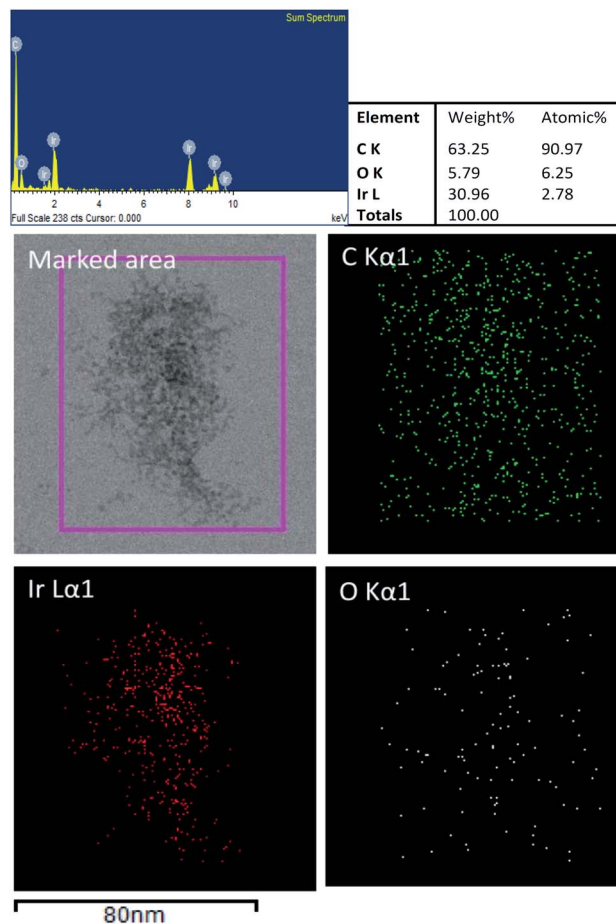 Sum Spectrum
C
O
Ir
Ir
Ir
Ir
Ir
2 4 6 8 10
Full Scale 238 cts Cursor: 0.000 keV
Element Weight% Atomic%
C K 63.25 90.97
O K 5.79 6.25
Ir L 30.96 2.78
Totals 100.00
Marked area
C Kα1
Ir Lα1
O Kα1
80nm